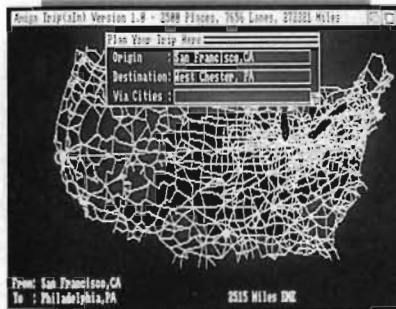 Amiga Trip(aIn) Version 1.0 - 2500 Places, 7656 Lanes, 272321 Miles
Plan Your Trip Here
Origin : San Francisco,CA
Destination: West Chester, PA
Via Cities :
From: San Francisco,CA
To : Philadelphia,PA
2515 Miles